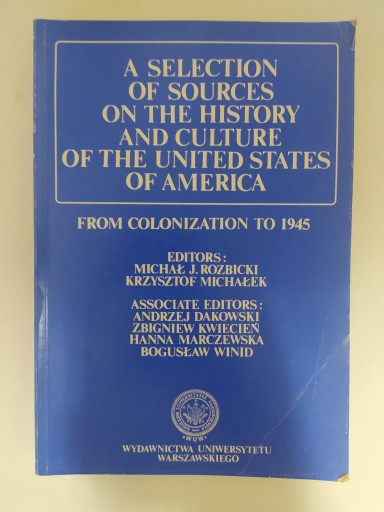 A SELECTION
OF SOURCES
ON THE HISTORY
AND CULTURE
OF THE UNITED STATES
OF AMERICA
FROM COLONIZATION TO 1945
EDITORS:
MICHAŁ J. ROZBICKI
KRZYSZTOF MICHAŁEK
ASSOCIATE EDITORS:
ANDRZEJ DAKOWSKI
ZBIGNIEW KWIECIEŃ
HANNA MARCZEWSKA
BOGUSŁAW WINID
WUW
WYDAWNICTWA UNIWERSYTETU
WARSZAWSKIEGO